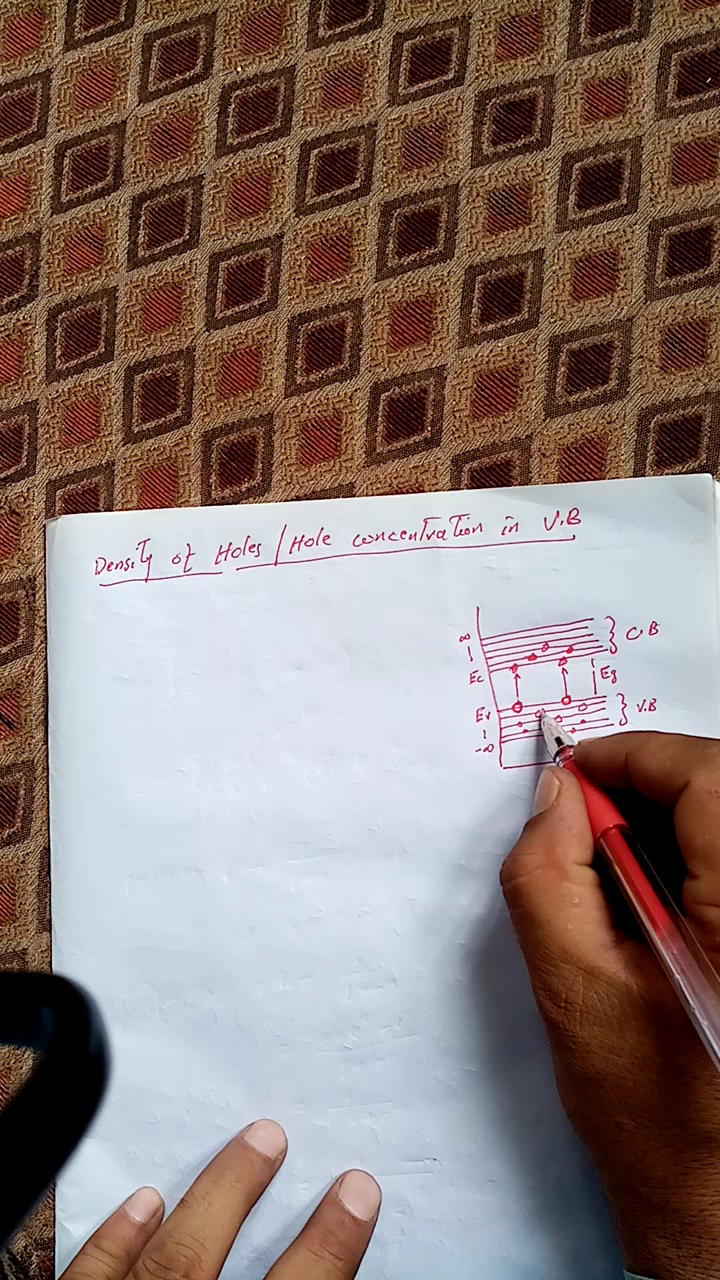 Density of Holes / Hole concentration in V.B
∞
C.B
Ec
Eg
Ev
V.B
-∞